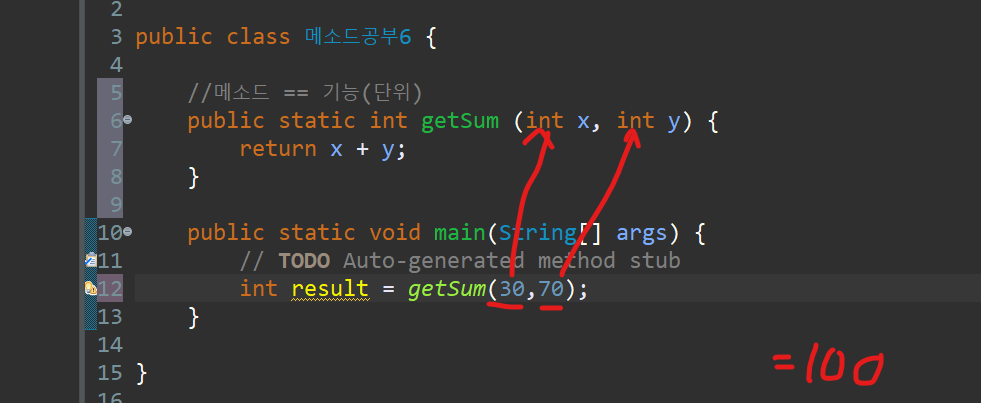 2
3 public class 메소드공부6 {
4
5 //메소드 == 기능(단위)
6 public static int getSum (int x, int y) {
7 return x + y;
8 }
9
10 public static void main(String[] args) {
11 // TODO Auto-generated method stub
12 int result = getSum(30,70);
13 }
14
15 }
16
=100